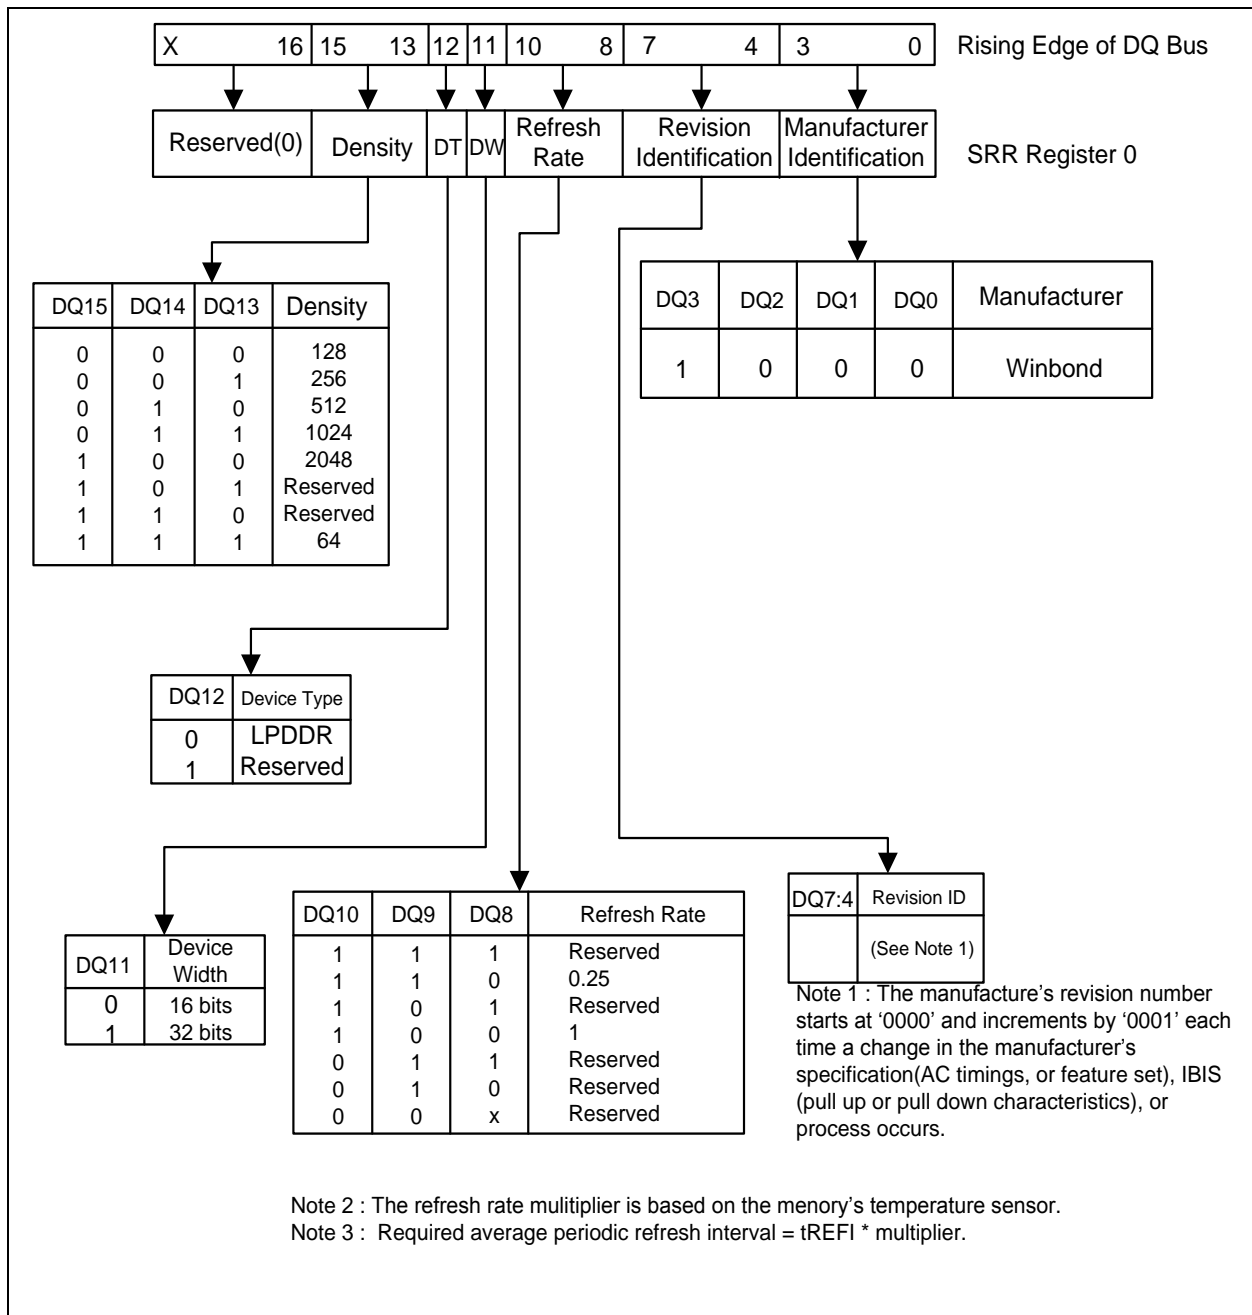 X 16 15 13 12 11 10 8 7 4 3 0 Rising Edge of DQ Bus
Reserved(0) Density DT DW Refresh Rate Revision Identification Manufacturer Identification SRR Register 0
DQ15 DQ14 DQ13 Density
0 0 0 128
0 0 1 256
0 1 0 512
0 1 1 1024
1 0 0 2048
1 0 1 Reserved
1 1 0 Reserved
1 1 1 64
DQ3 DQ2 DQ1 DQ0 Manufacturer
1 0 0 0 Winbond
DQ12 Device Type
0 LPDDR
1 Reserved
DQ11 Device Width
0 16 bits
1 32 bits
DQ10 DQ9 DQ8 Refresh Rate
1 1 1 Reserved
1 1 0 0.25
1 0 1 Reserved
1 0 0 1
0 1 1 Reserved
0 1 0 Reserved
0 0 x Reserved
DQ7:4 Revision ID
(See Note 1)
Note 1 : The manufacture's revision number
starts at ‘0000’ and increments by ‘0001’ each
time a change in the manufacturer's
specification(AC timings, or feature set), IBIS
(pull up or pull down characteristics), or
process occurs.
Note 2 : The refresh rate mulitiplier is based on the menory's temperature sensor.
Note 3 : Required average periodic refresh interval = tREFI * multiplier.